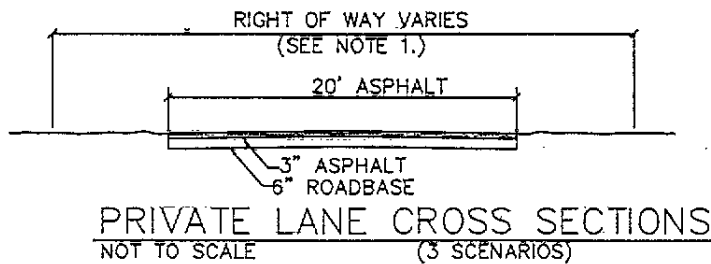 RIGHT OF WAY VARIES
(SEE NOTE 1.)
20' ASPHALT
3" ASPHALT
6" ROADBASE
PRIVATE LANE CROSS SECTIONS
NOT TO SCALE (3 SCENARIOS)